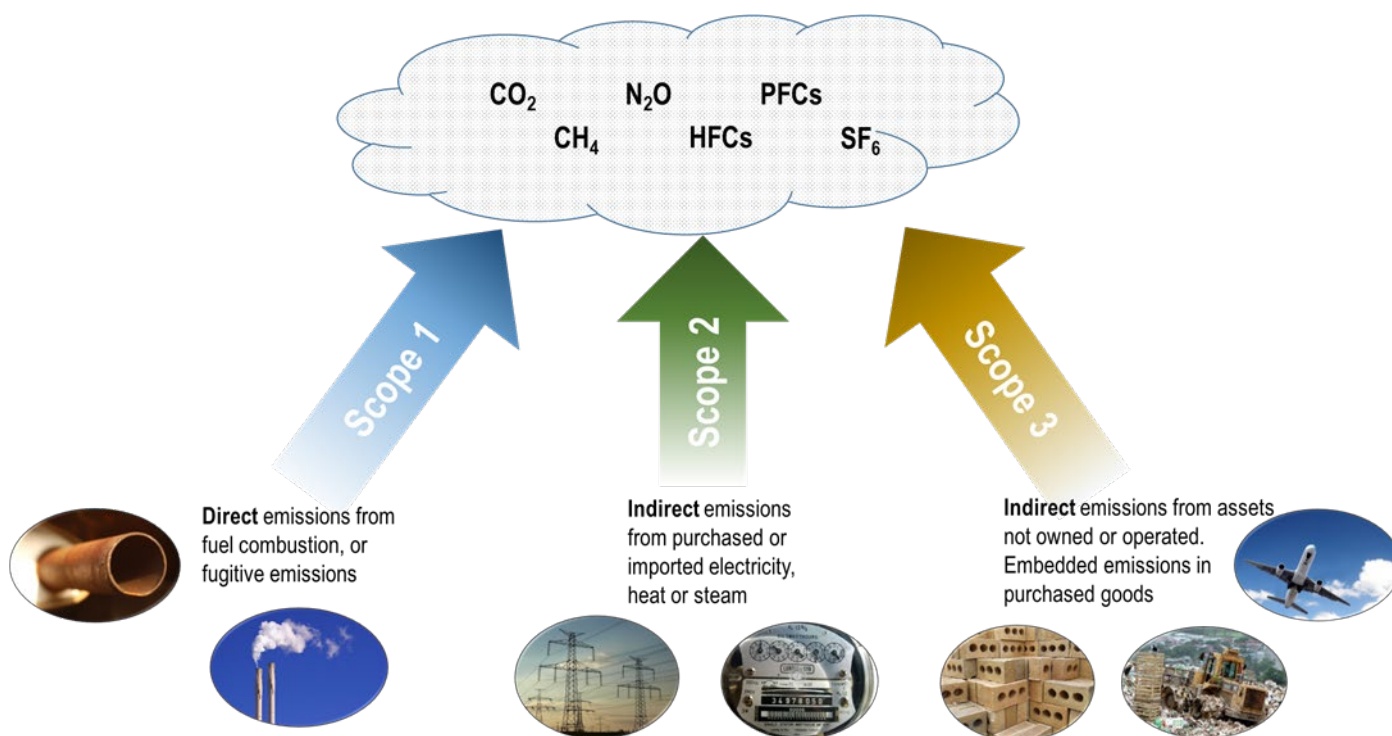 CO₂ N₂O PFCs
CH₄ HFCs SF₆
Scope 1
Scope 2
Scope 3
Direct emissions from
fuel combustion, or
fugitive emissions
Indirect emissions
from purchased or
imported electricity,
heat or steam
Indirect emissions from assets
not owned or operated.
Embedded emissions in
purchased goods